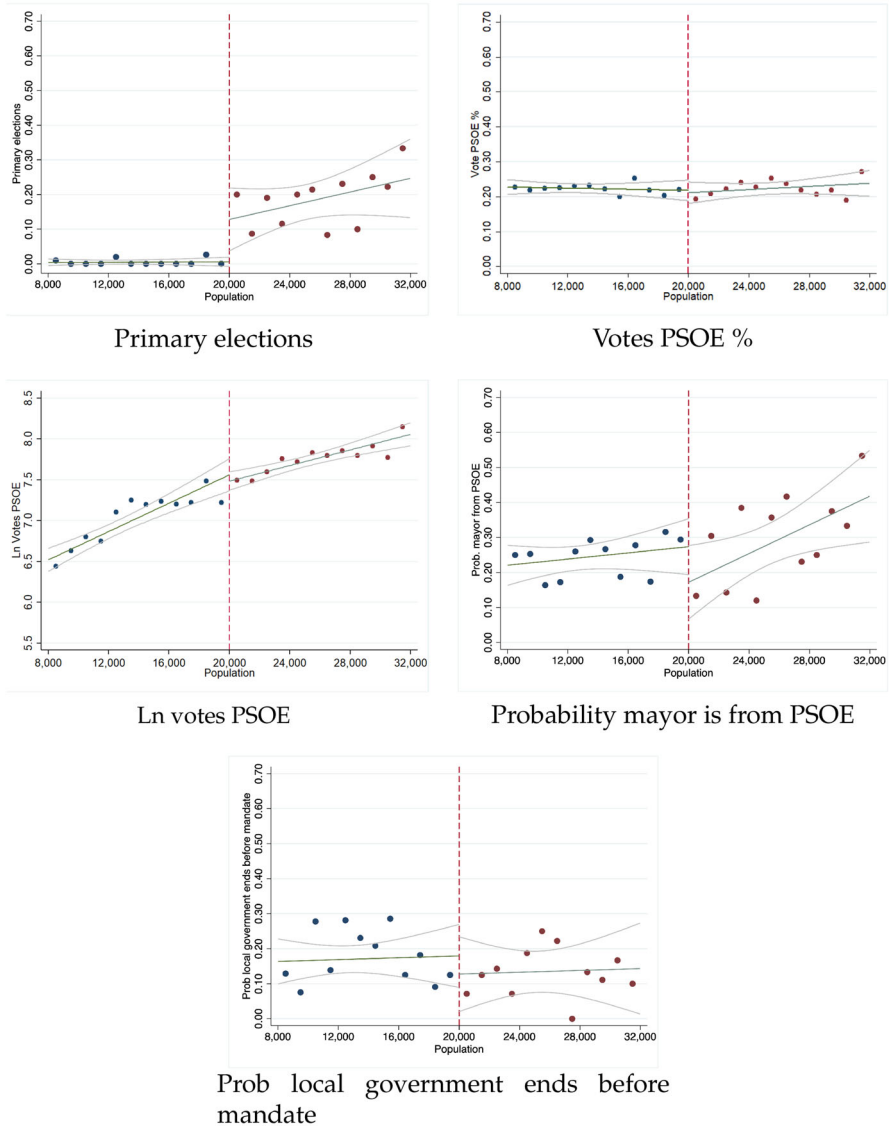 0.70
0.60
0.50
0.40
0.30
0.20
0.10
0.00
Primary elections
8,000 12,000 16,000 20,000 24,000 28,000 32,000
Population
Primary elections
0.70
0.60
0.50
0.40
0.30
0.20
0.10
0.00
Vote PSOE %
8,000 12,000 16,000 20,000 24,000 28,000 32,000
Population
Votes PSOE %
8.5
8.0
7.5
7.0
6.5
6.0
5.5
Ln Votes PSOE
8,000 12,000 16,000 20,000 24,000 28,000 32,000
Population
Ln votes PSOE
0.70
0.60
0.50
0.40
0.30
0.20
0.10
0.00
Prob. mayor from PSOE
8,000 12,000 16,000 20,000 24,000 28,000 32,000
Population
Probability mayor is from PSOE
0.70
0.60
0.50
0.40
0.30
0.20
0.10
0.00
Prob local government ends before mandate
8,000 12,000 16,000 20,000 24,000 28,000 32,000
Population
Prob local government ends before
mandate